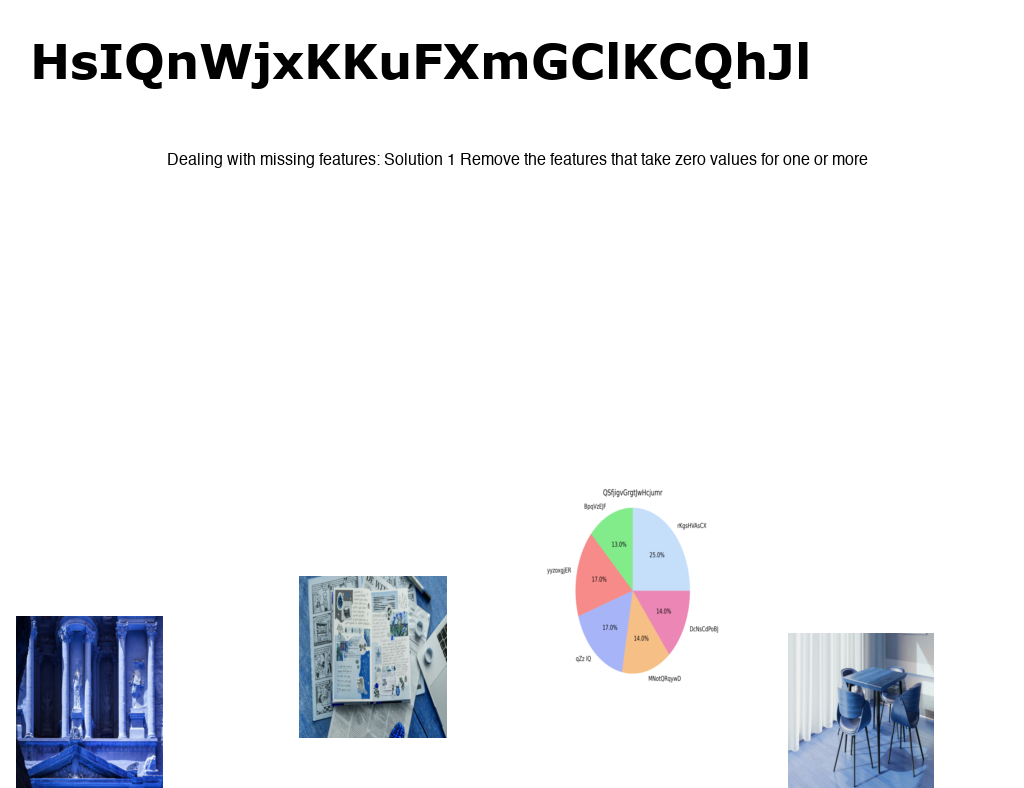 HsIQnWjxKKuFXmGClKCQhJl
Dealing with missing features: Solution 1 Remove the features that take zero values for one or more
QSfjigvGrgtJwHcjumr
BpqVzEJF
rKgsHVAsCX
13.0%
25.0%
yyzoxgjER
17.0%
14.0%
17.0%
DcNsCdPoBJ
14.0%
qZz IQ
MNotQRqywD